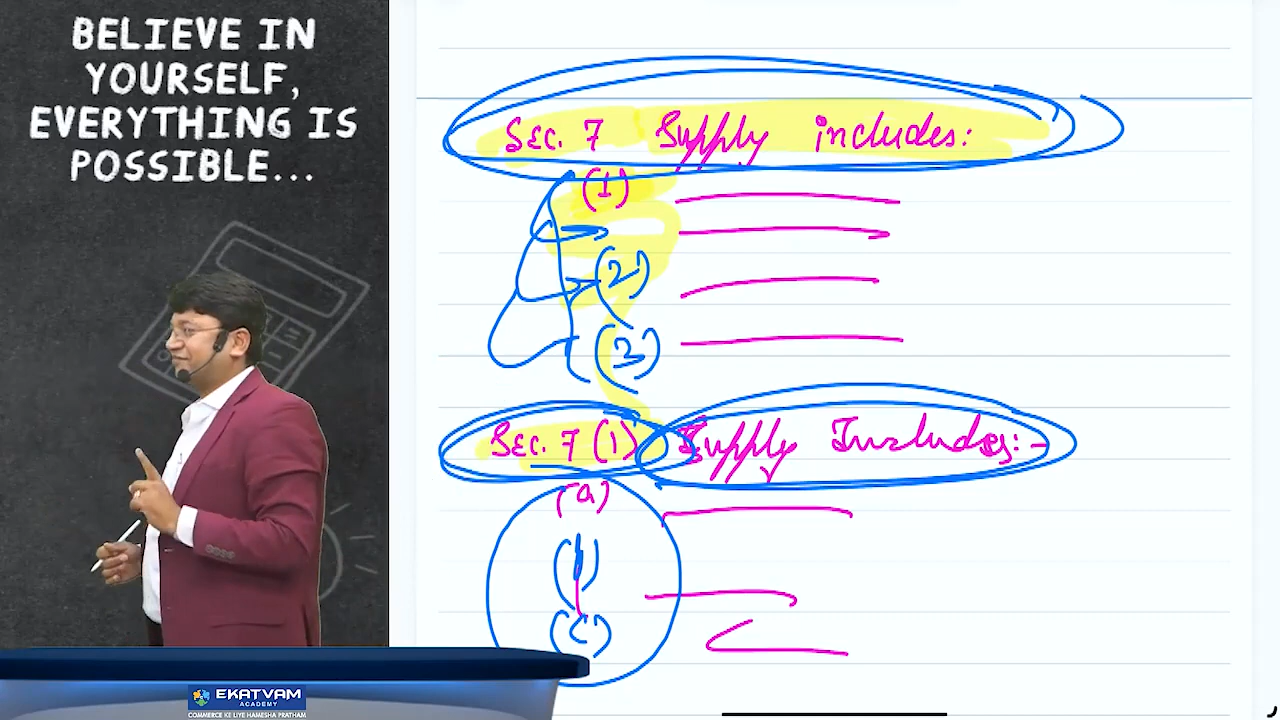 BELIEVE IN
YOURSELF,
EVERYTHING IS
POSSIBLE...
Sec. 7 Supply includes:
(1)
(2)
(3)
Sec. 7 (1) Supply Includes:-
(a)
(c)
EKATVAM
ACADEMY
COMMERCE KE LIYE HAMESHA PRATHAM